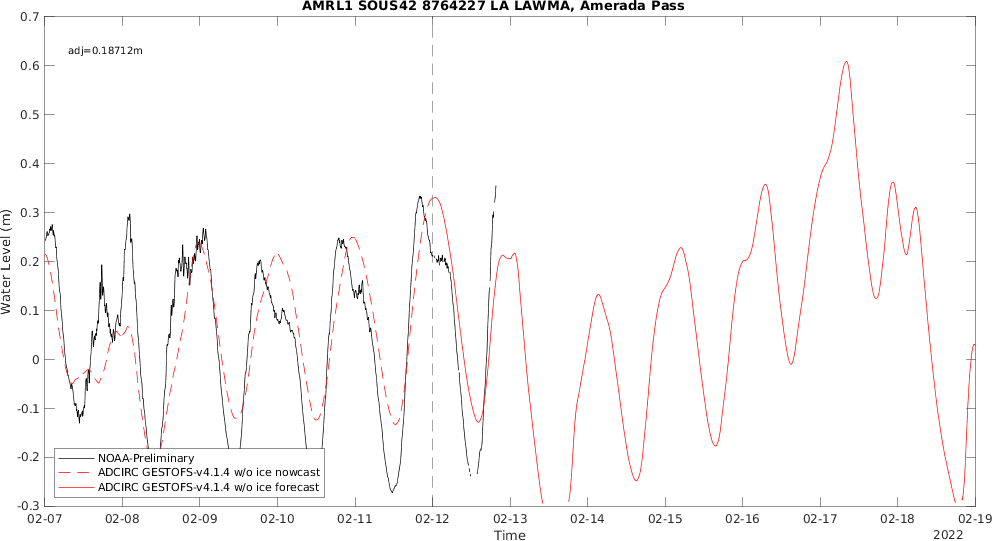 AMRL1 SOUS42 8764227 LA LAWMA, Amerada Pass
adj=0.18712m
Water Level (m)
0.7
0.6
0.5
0.4
0.3
0.2
0.1
0
-0.1
-0.2
-0.3
NOAA-Preliminary
ADCIRC GESTOFS-v4.1.4 w/o ice nowcast
ADCIRC GESTOFS-v4.1.4 w/o ice forecast
02-07 02-08 02-09 02-10 02-11 02-12 02-13 02-14 02-15 02-16 02-17 02-18 02-19
Time
2022